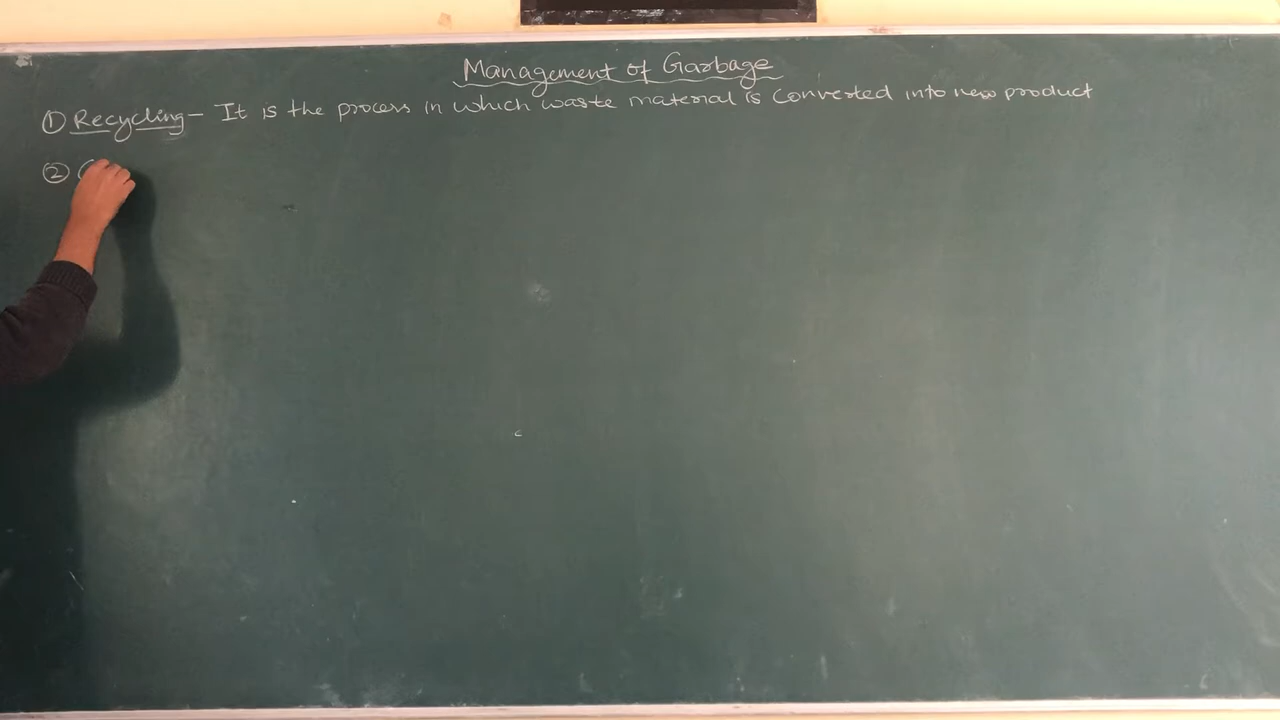 Management of Garbage
① Recycling - It is the process in which waste material is converted into new product
②